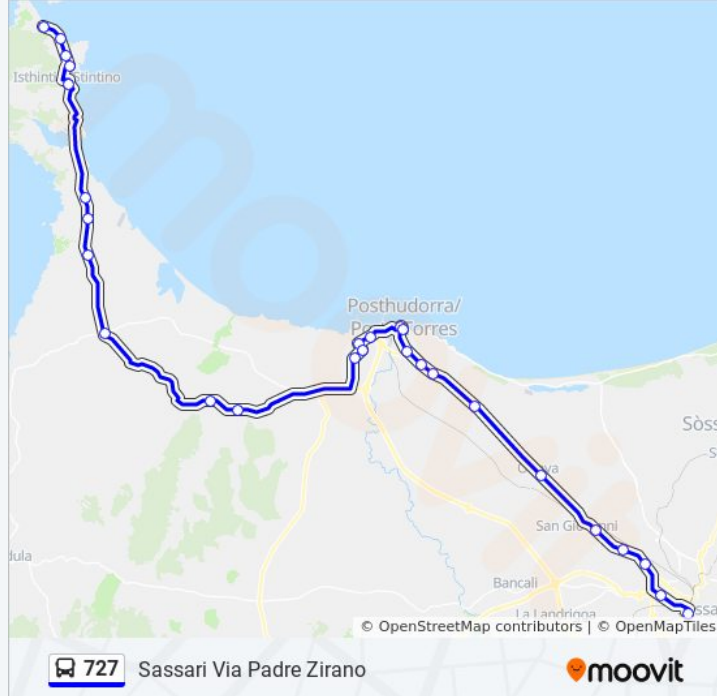 Isthintini/Stintino
Posthudorra/
Porto Torres
Sòss
S
Ottava
San Giovanni
dula
Bancali
La Landrigga
Sassa
© OpenStreetMap contributors | © OpenMapTiles
727 Sassari Via Padre Zirano
moovit